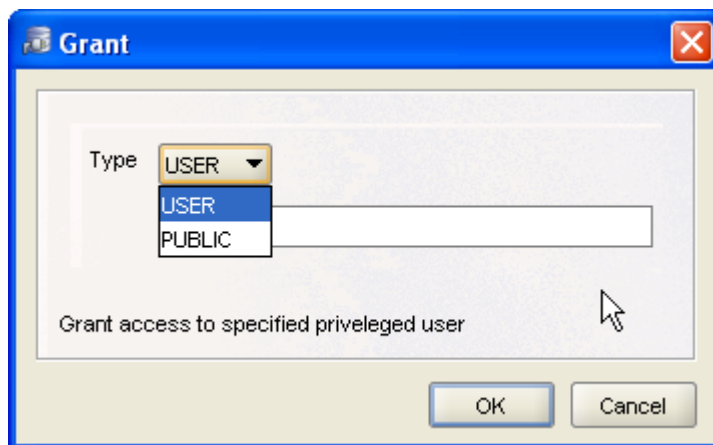 Grant
Type USER
USER
PUBLIC
Grant access to specified priveleged user
OK Cancel